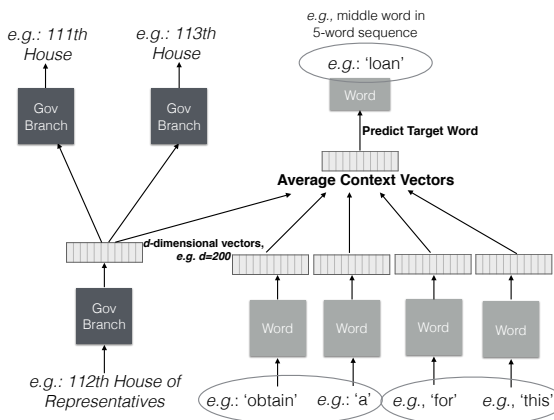 e.g., middle word in
5-word sequence
e.g.: 111th
House
e.g.: 113th
House
e.g.: ‘loan’
Gov
Branch
Gov
Branch
Word
Predict Target Word
Average Context Vectors
d-dimensional vectors,
e.g. d=200
Gov
Branch
Word
Word
Word
Word
e.g.: 112th House of
Representatives
e.g.: ‘obtain’
e.g.: ‘a’
e.g., ‘for’
e.g., ‘this’